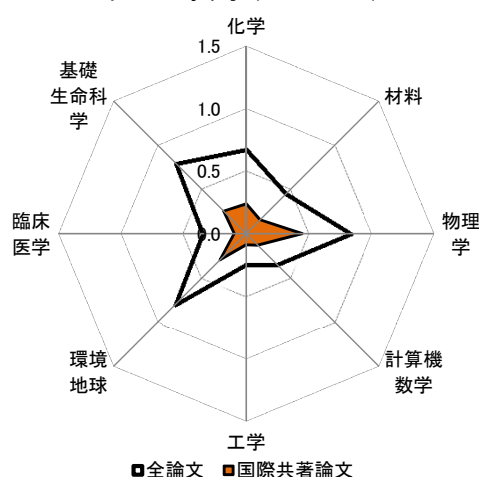 化学
1.5
基礎
生命科
学
材料
1.0
0.5
臨床
医学
0.0
物理
学
環境
地球
計算機
数学
工学
全論文 国際共著論文